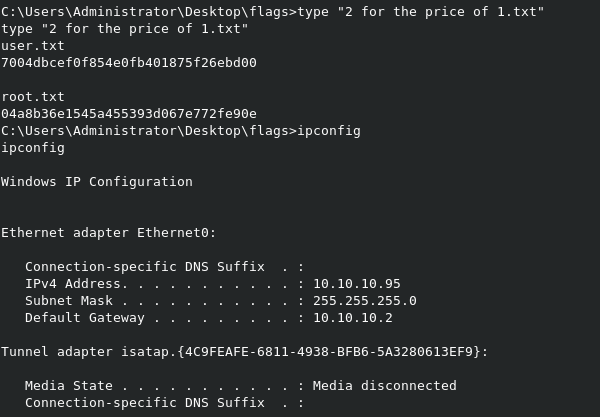 C:\Users\Administrator\Desktop\flags>type "2 for the price of 1.txt"
type "2 for the price of 1.txt"
user.txt
7004dbcef0f854e0fb401875f26ebd00

root.txt
04a8b36e1545a455393d067e772fe90e
C:\Users\Administrator\Desktop\flags>ipconfig
ipconfig

Windows IP Configuration


Ethernet adapter Ethernet0:

   Connection-specific DNS Suffix  . :
   IPv4 Address. . . . . . . . . . . : 10.10.10.95
   Subnet Mask . . . . . . . . . . . : 255.255.255.0
   Default Gateway . . . . . . . . . : 10.10.10.2

Tunnel adapter isatap.{4C9FEAFE-6811-4938-BFB6-5A3280613EF9}:

   Media State . . . . . . . . . . . : Media disconnected
   Connection-specific DNS Suffix  . :